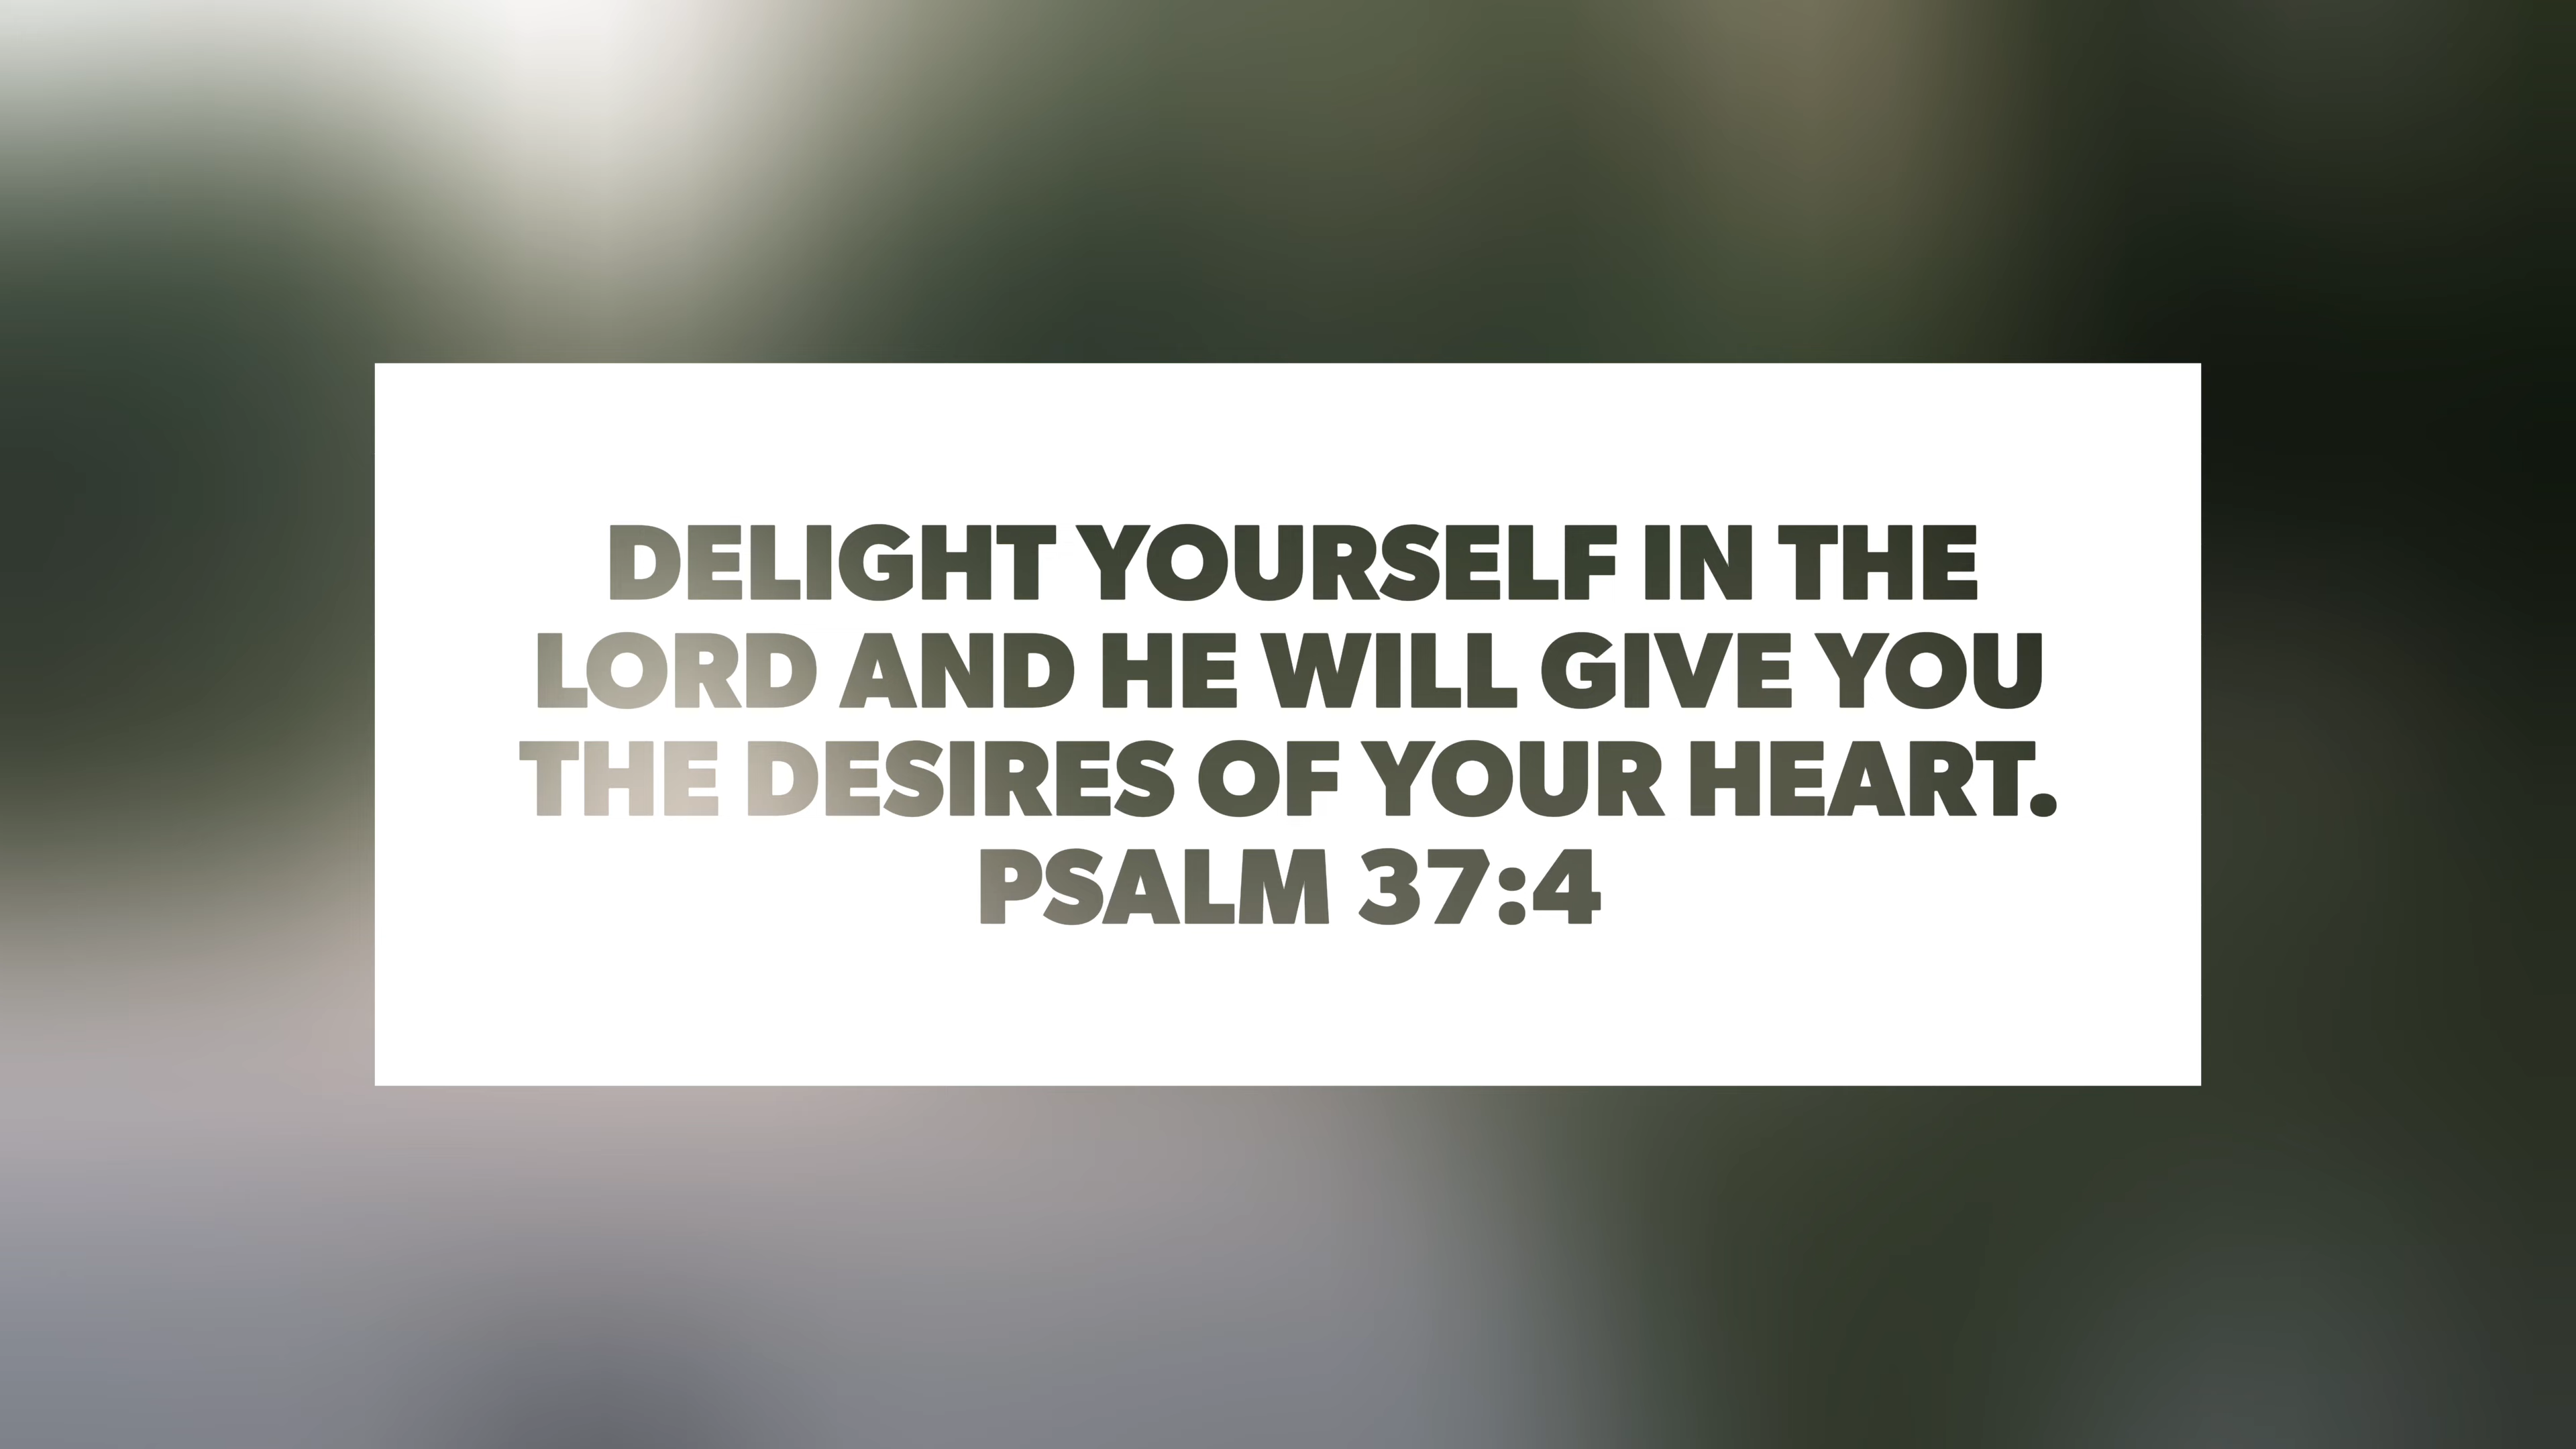 DELIGHT YOURSELF IN THE
LORD AND HE WILL GIVE YOU
THE DESIRES OF YOUR HEART.
PSALM 37:4